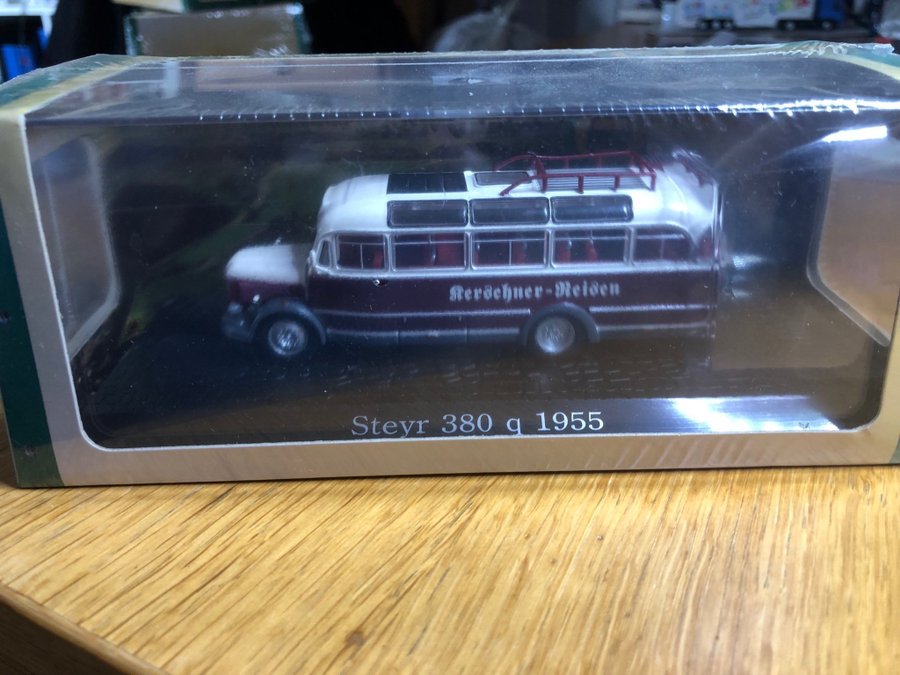 Kerschner-Reisen
Steyr 380 q 1955